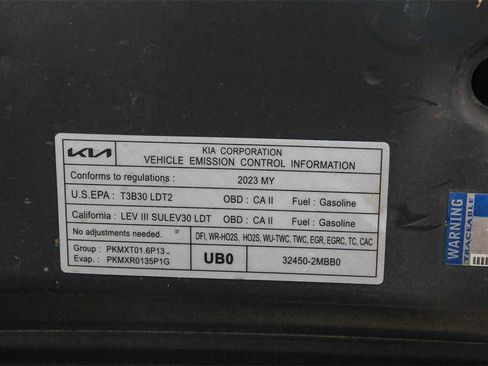 KIA
KIA CORPORATION
VEHICLE EMISSION CONTROL INFORMATION
Conforms to regulations : 2023 MY
U.S.EPA : T3B30 LDT2 OBD : CA II Fuel : Gasoline
California : LEV III SULEV30 LDT OBD : CA II Fuel : Gasoline
No adjustments needed. DFI, WR-HO2S, HO2S, WU-TWC, TWC, EGR, EGRC, TC, CAC
Group : PKMXT01.6P13
Evap. : PKMXR0135P1G
UB0
32450-2MBB0
WARNING
TRACEABLE